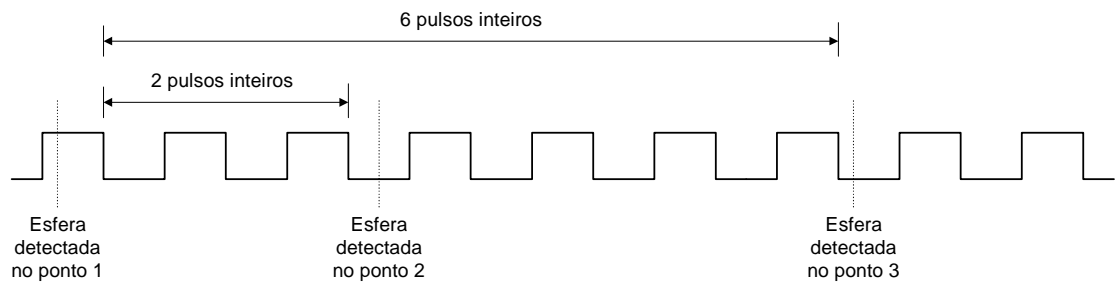 6 pulsos inteiros
2 pulsos inteiros
Esfera
detectada
no ponto 1
Esfera
detectada
no ponto 2
Esfera
detectada
no ponto 3